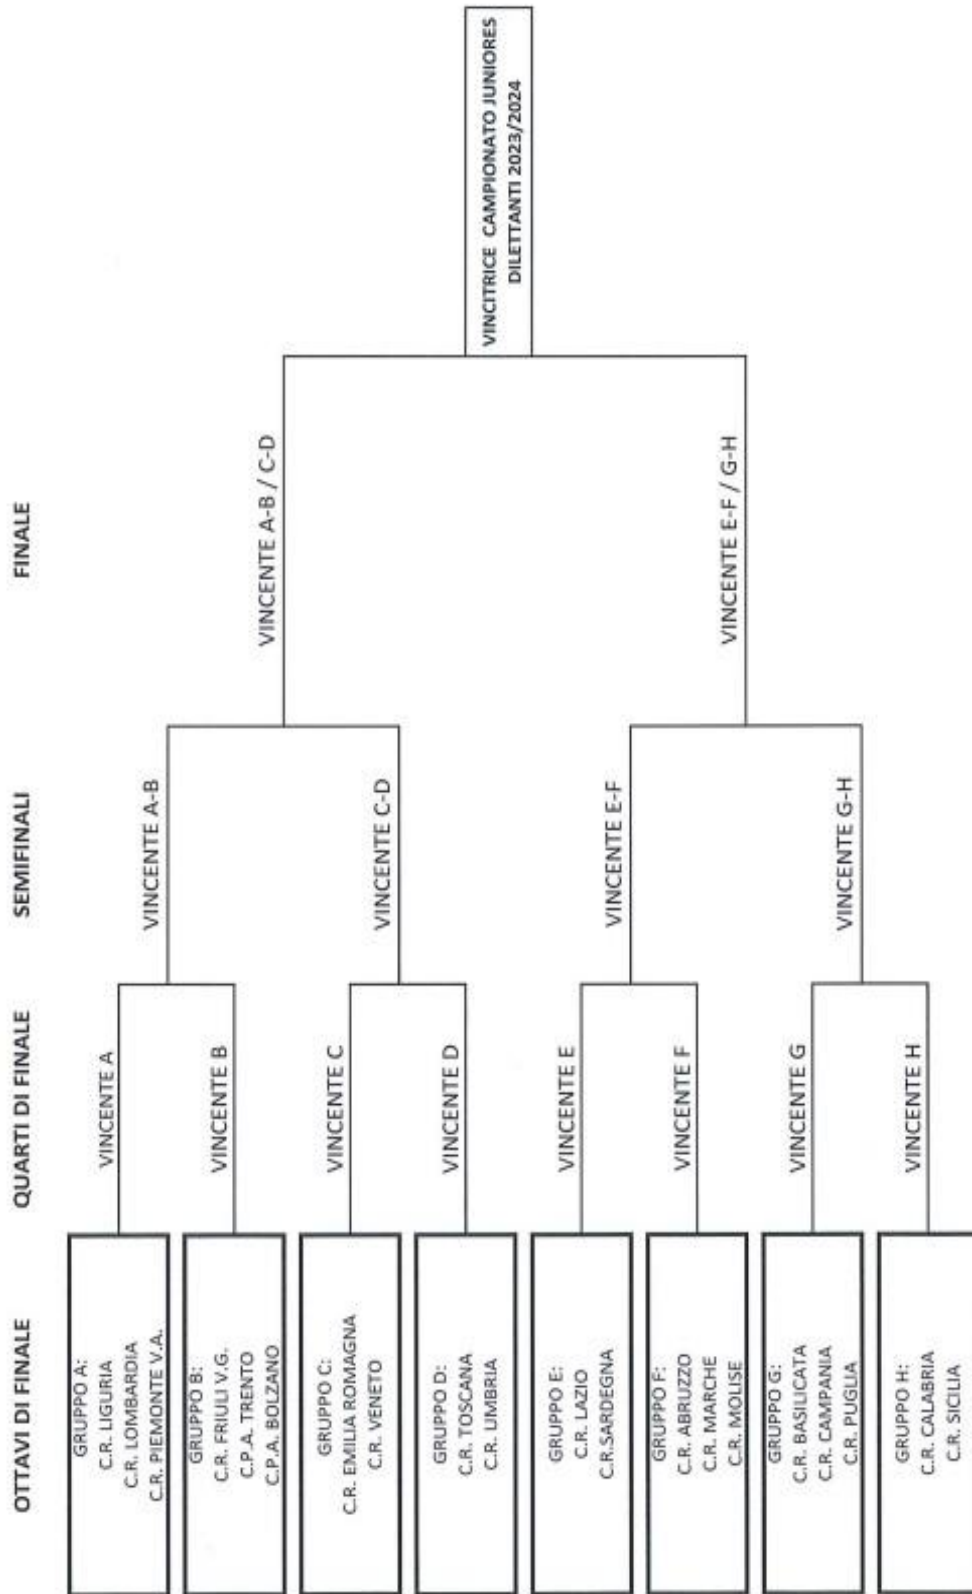 OTTAVI DI FINALE
QUARTI DI FINALE
SEMIFINALI
FINALE
GRUPPO A:
C.R. LIGURIA
C.R. LOMBARDIA
C.R. PIEMONTE V.A.
GRUPPO B:
C.R. FRIULI V.G.
C.P.A. TRENTO
C.P.A. BOLZANO
GRUPPO C:
C.R. EMILIA ROMAGNA
C.R. VENETO
GRUPPO D:
C.R. TOSCANA
C.R. UMBRIA
GRUPPO E:
C.R. LAZIO
C.R.SARDEGNA
GRUPPO F:
C.R. ABRUZZO
C.R. MARCHE
C.R. MOLISE
GRUPPO G:
C.R. BASILICATA
C.R. CAMPANIA
C.R. PUGLIA
GRUPPO H:
C.R. CALABRIA
C.R. SICILIA
VINCENTE A
VINCENTE B
VINCENTE C
VINCENTE D
VINCENTE E
VINCENTE F
VINCENTE G
VINCENTE H
VINCENTE A-B
VINCENTE C-D
VINCENTE E-F
VINCENTE G-H
VINCENTE A-B / C-D
VINCENTE E-F / G-H
VINCITRICE CAMPIONATO JUNIORES
DILETTANTI 2023/2024